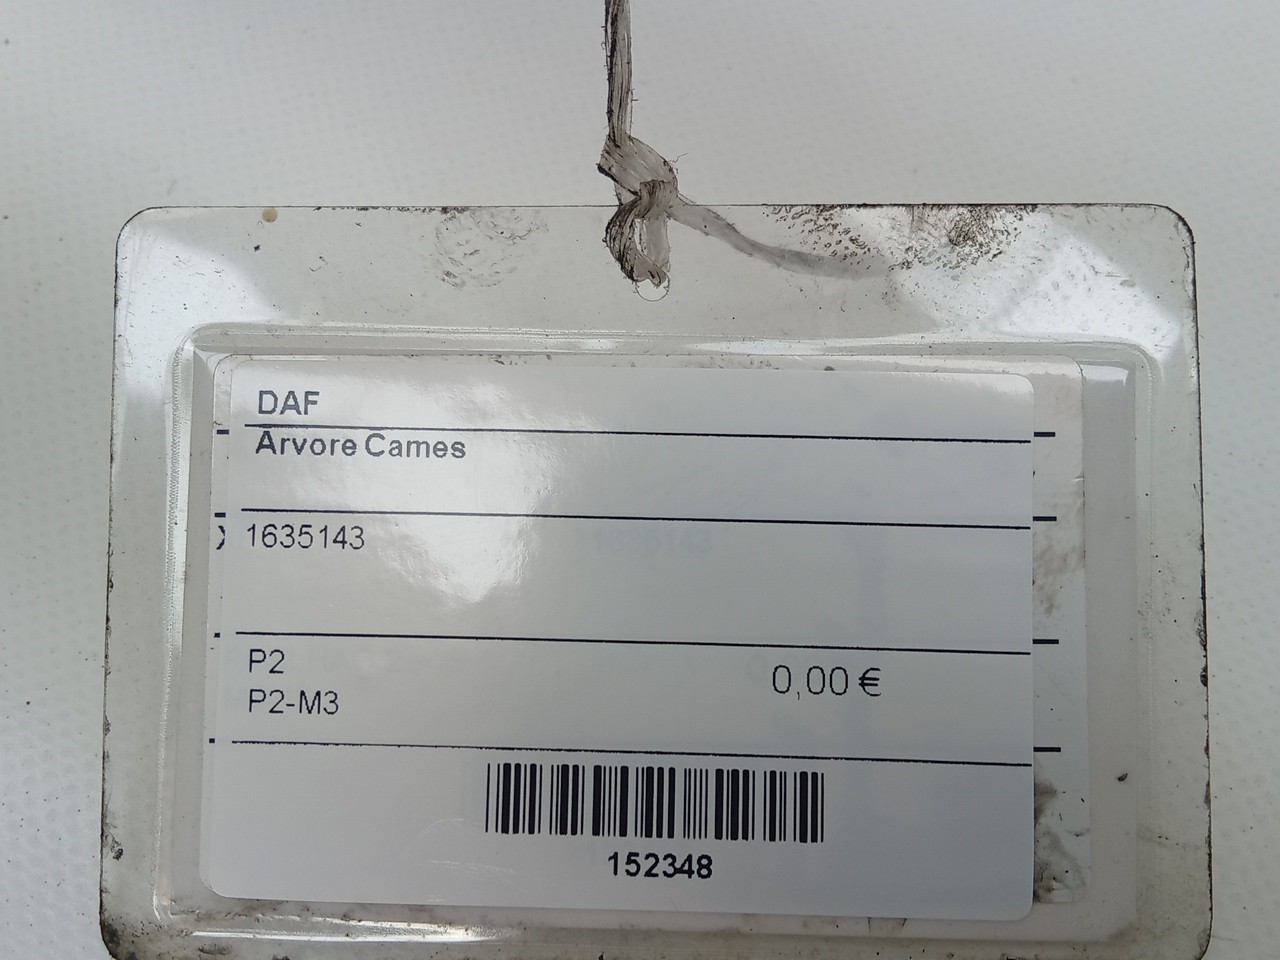 DAF
Arvore Cames
1635143
P2
0,00 €
P2-M3
152348